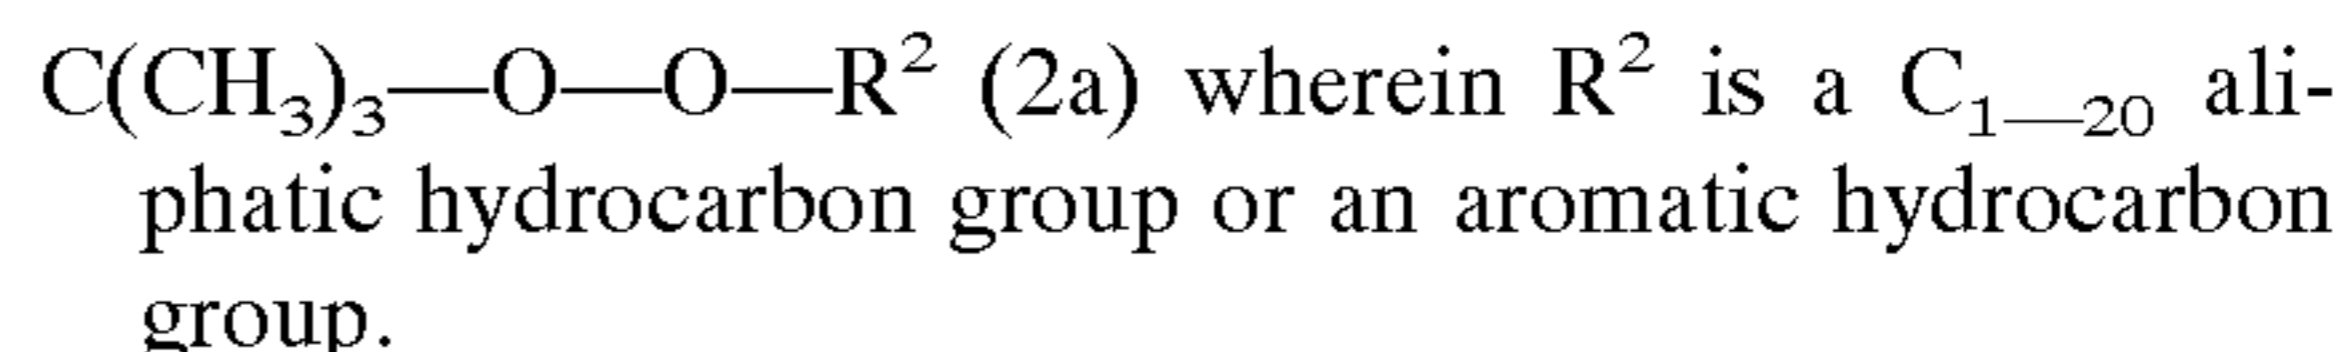 C(CH₃)₃—O—O—R² (2a) wherein R² is a C₁—₂₀ ali-
phatic hydrocarbon group or an aromatic hydrocarbon
group.